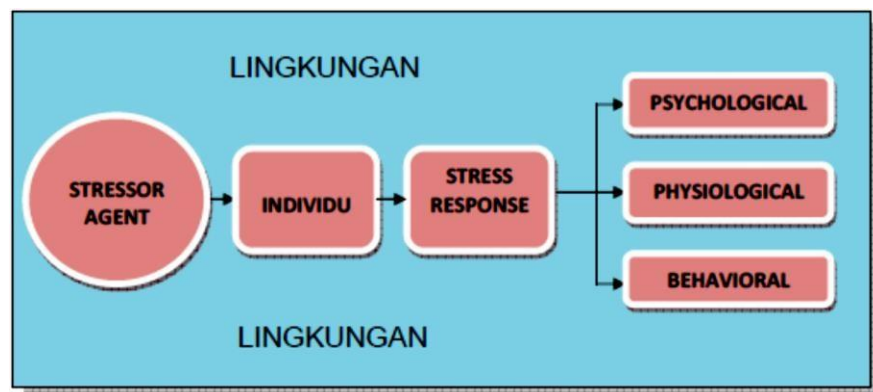 LINGKUNGAN
STRESSOR
AGENT
INDIVIDU
STRESS
RESPONSE
PSYCHOLOGICAL
PHYSIOLOGICAL
BEHAVIORAL
LINGKUNGAN